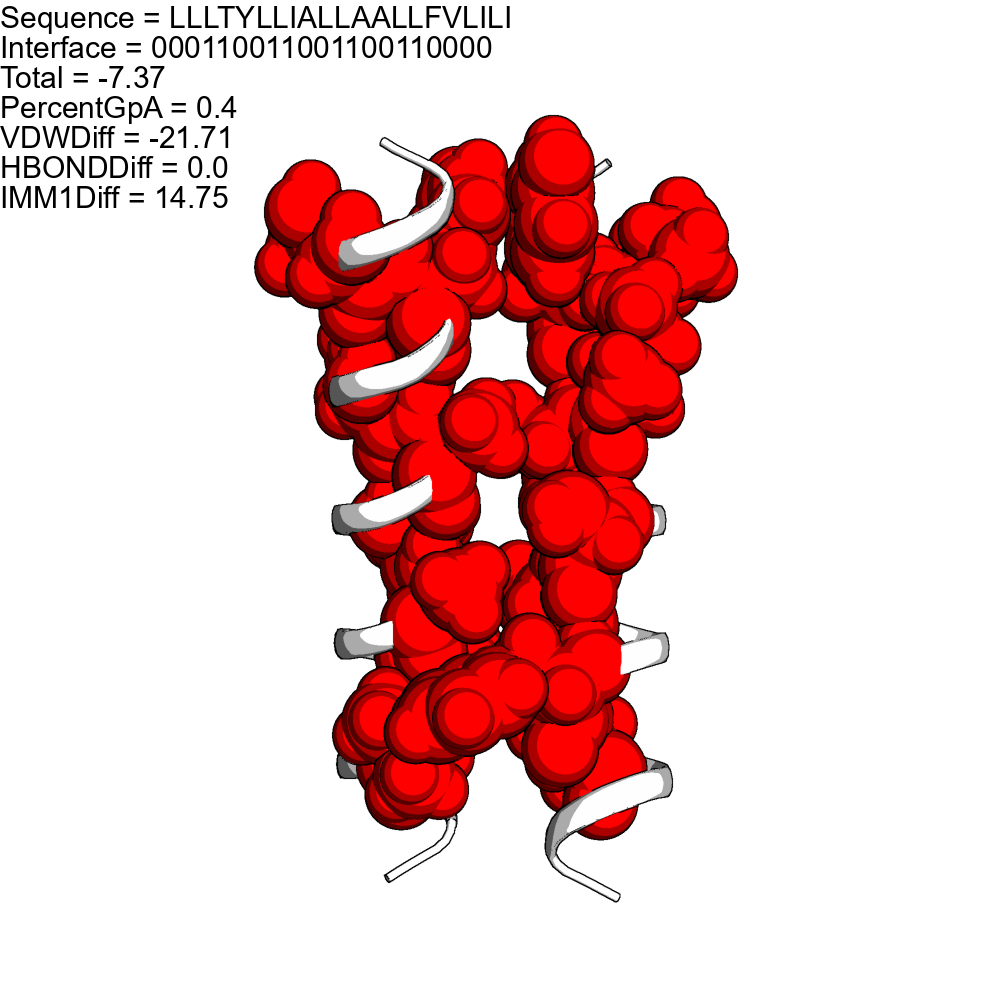 Sequence = LLLTYLLIALLAALLFVLILI
Interface = 000110011001100110000
Total = -7.37
PercentGpA = 0.4
VDWDiff = -21.71
HBONDDiff = 0.0
IMM1Diff = 14.75